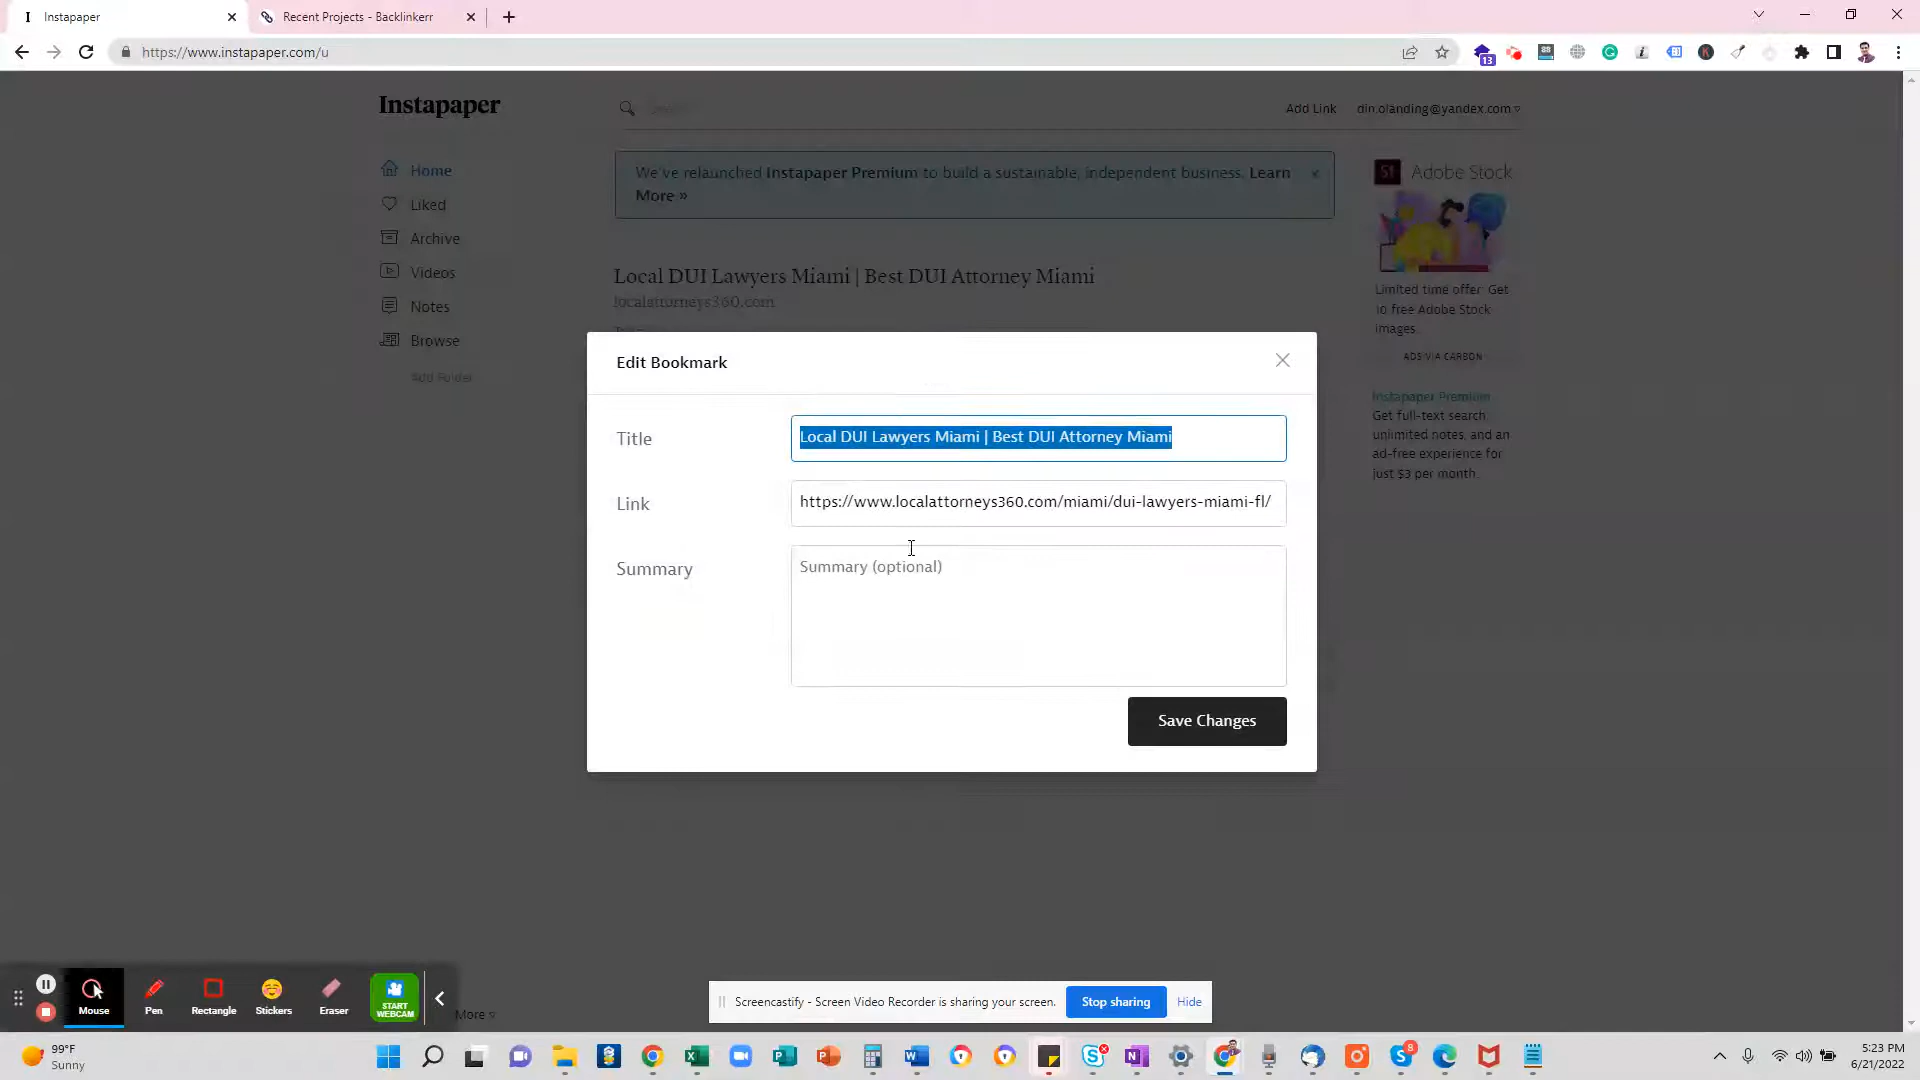 Instapaper
Recent Projects - Backlinkerr
https://www.instapaper.com/u
13
Instapaper
Add Link
din.olanding@yandex.com
Home
Liked
Archive
Videos
Notes
Browse
Add Folder
We've relaunched Instapaper Premium to build a sustainable, independent business. Learn
More »
Local DUI Lawyers Miami | Best DUI Attorney Miami
localattorneys360.com
St Adobe Stock
Limited time offer: Get
10 free Adobe Stock
images.
ADS VIA CARBON
Instapaper Premium
Get full-text search,
unlimited notes, and an
ad-free experience for
just $3 per month.
Edit Bookmark
Title
Local DUI Lawyers Miami | Best DUI Attorney Miami
Link
https://www.localattorneys360.com/miami/dui-lawyers-miami-fl/
Summary
Summary (optional)
Save Changes
Mouse
Pen
Rectangle
Stickers
Eraser
START
WEBCAM
More
Screencastify - Screen Video Recorder is sharing your screen.
Stop sharing
Hide
99°F
Sunny
8
5:23 PM
6/21/2022